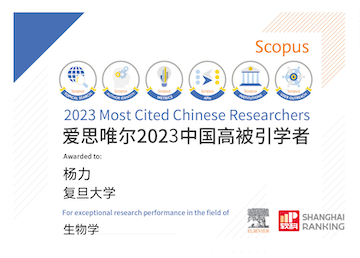 Scopus
2023 Most Cited Chinese Researchers
爱思唯尔2023中国高被引学者
Awarded to:
杨力
复旦大学
For exceptional research performance in the field of
生物学
ELSEVIER
软科
SHANGHAI
RANKING